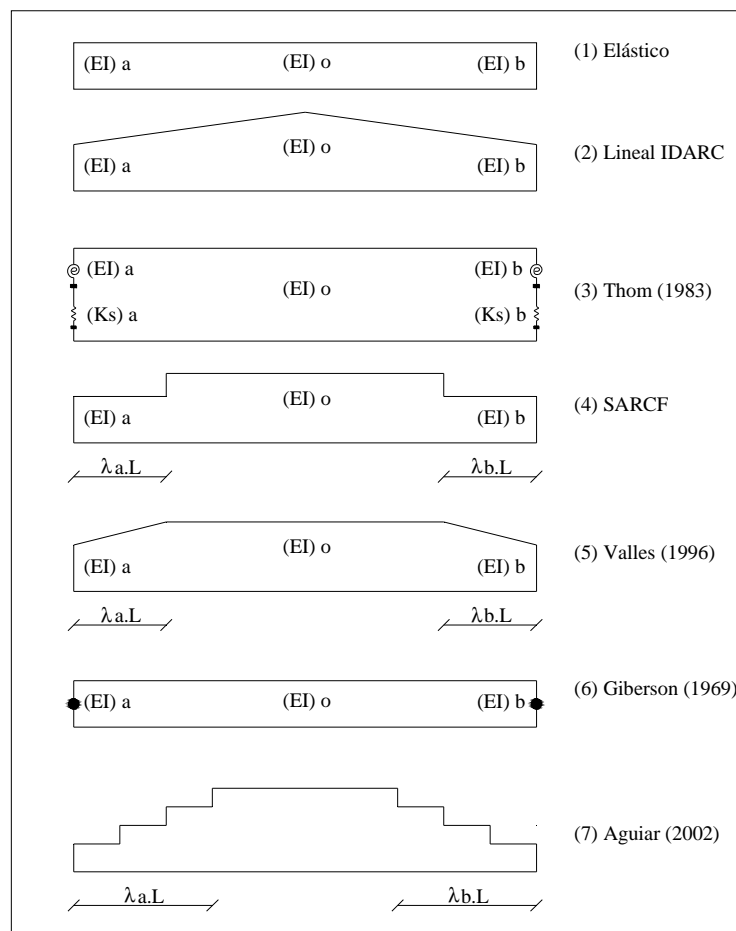 (EI) a (EI) o (EI) b (1) Elástico
(EI) a (EI) o (EI) b (2) Lineal IDARC
(EI) a (EI) o (EI) b (3) Thom (1983)
(Ks) a (Ks) b
(EI) a (EI) o (EI) b (4) SARCF
λa.L λb.L
(EI) a (EI) o (EI) b (5) Valles (1996)
λa.L λb.L
(EI) a (EI) o (EI) b (6) Giberson (1969)
(7) Aguiar (2002)
λa.L λb.L